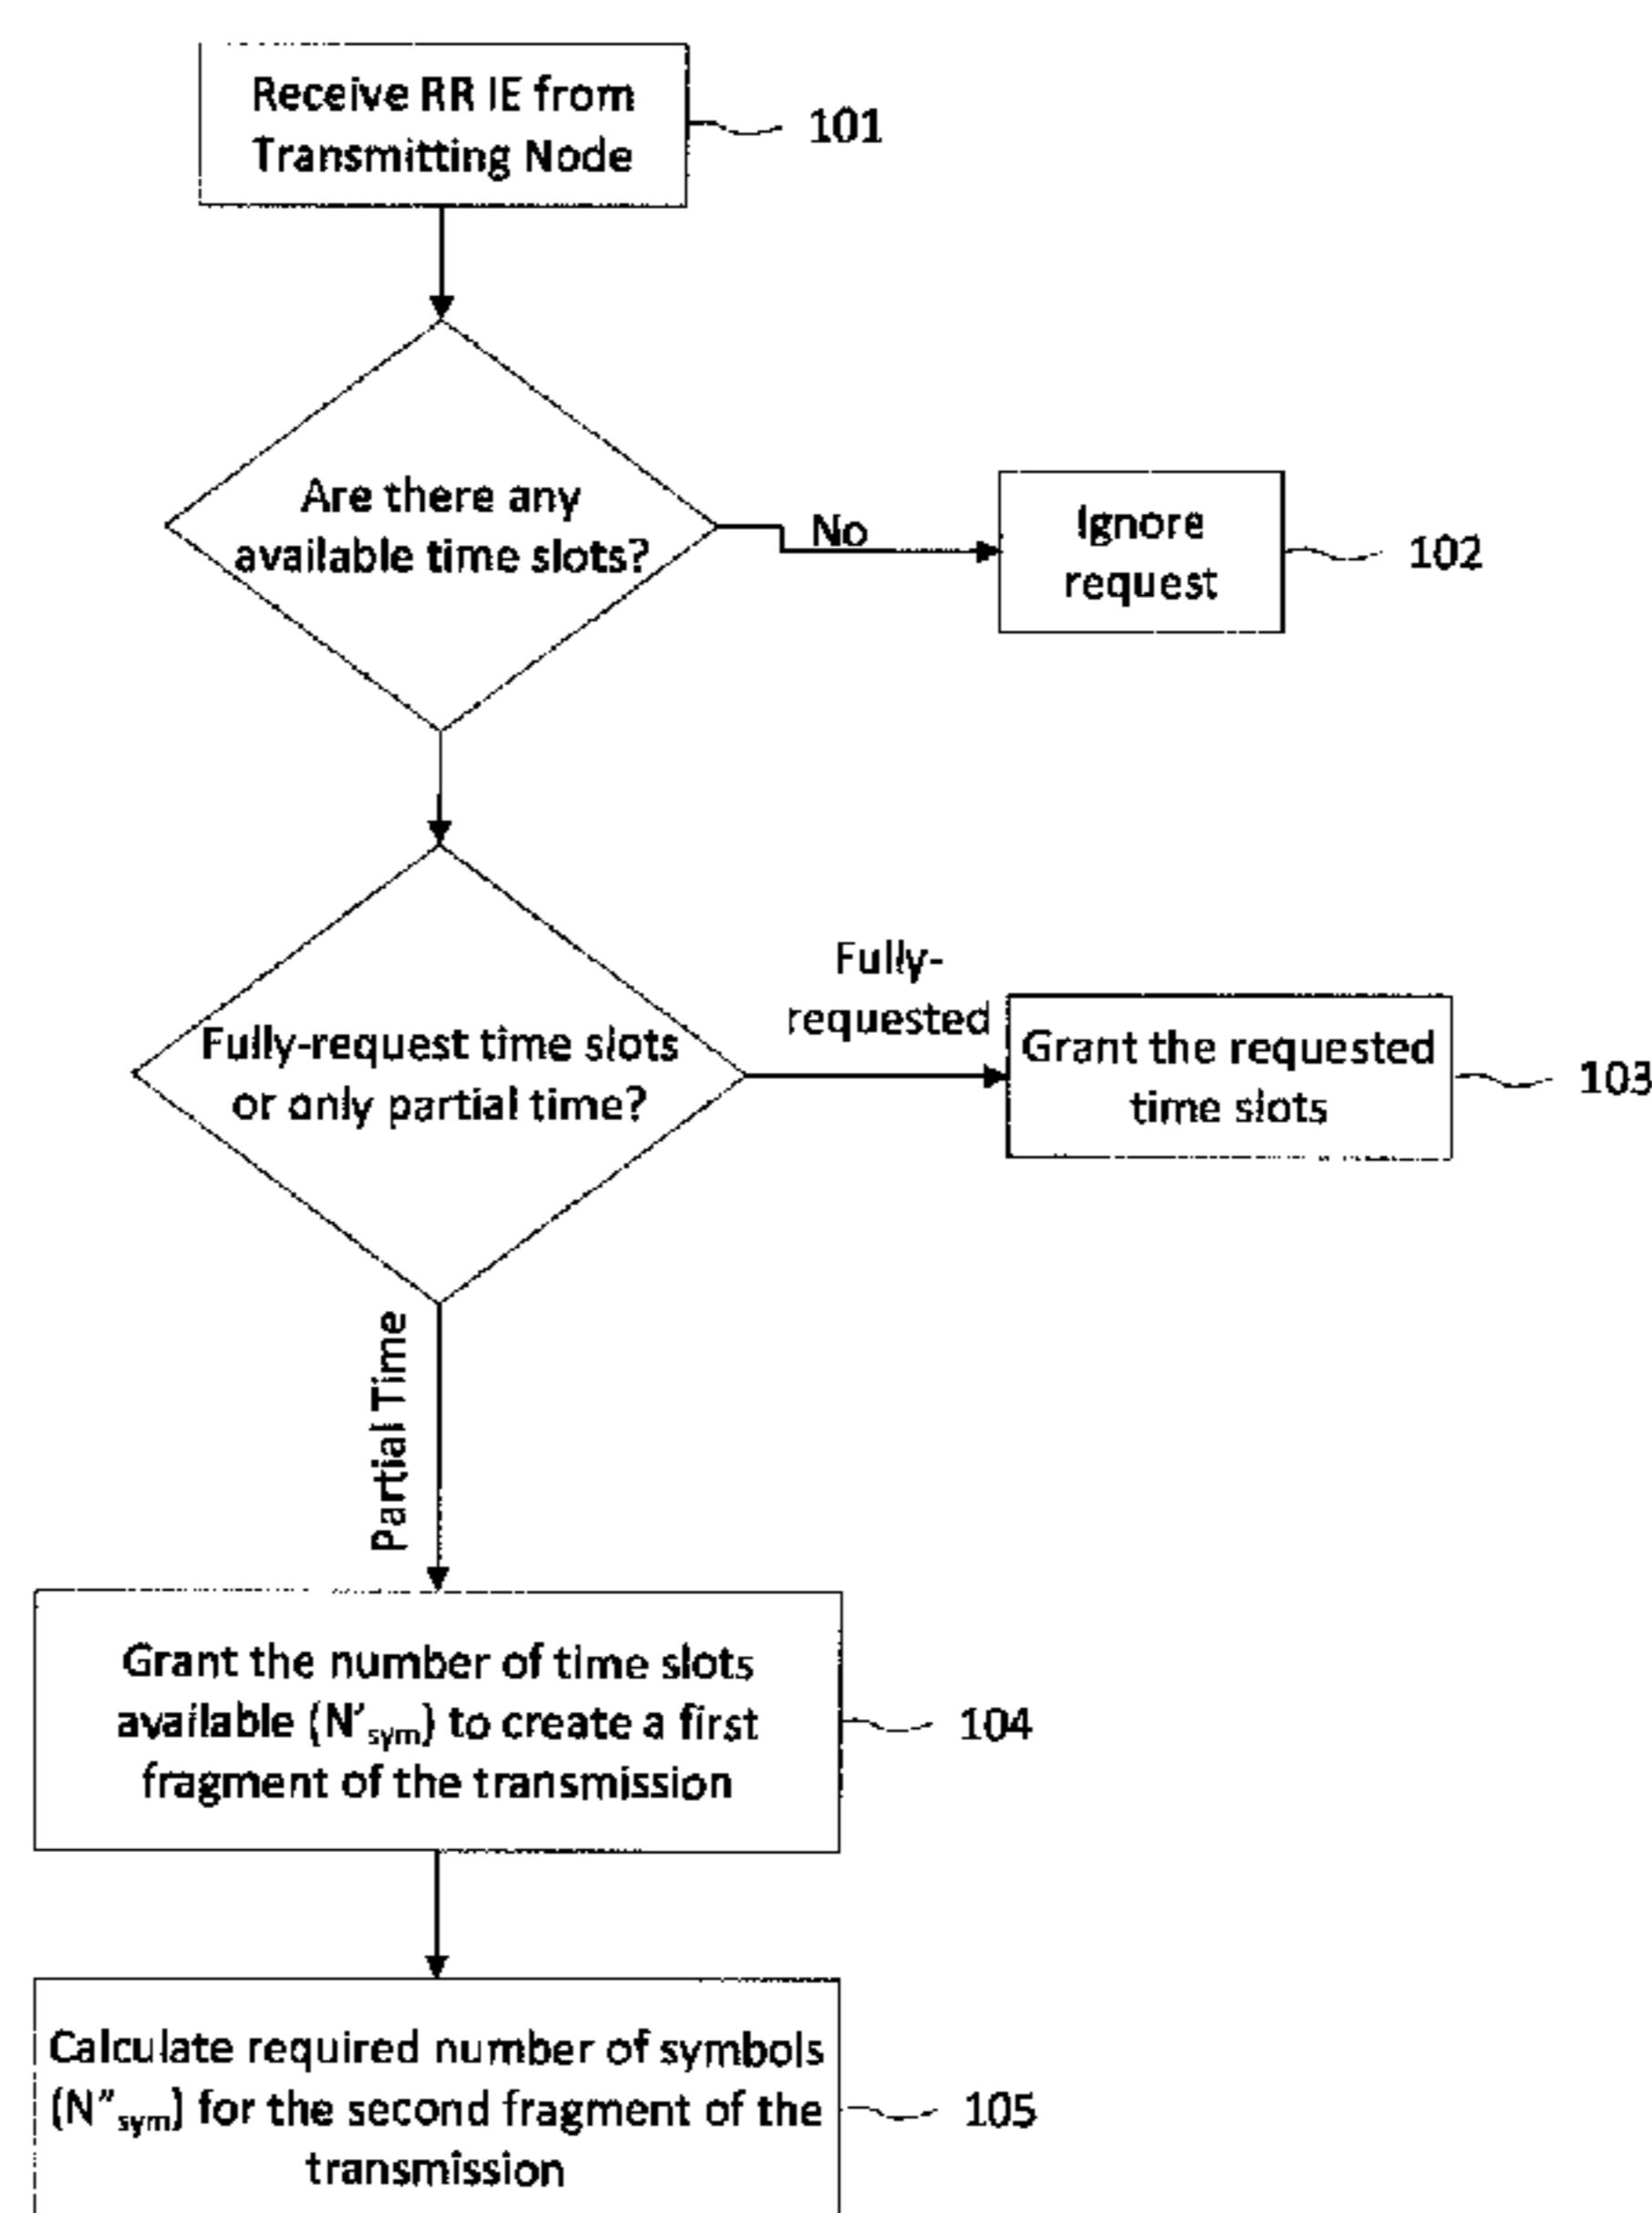 Receive RR IE from
Transmitting Node
101
Are there any
available time slots?
No
Ignore
request
102
Fully-request time slots
or only partial time?
Fully-
requested
Grant the requested
time slots
103
Partial Time
Grant the number of time slots
available (N'sym) to create a first
fragment of the transmission
104
Calculate required number of symbols
(N"sym) for the second fragment of the
transmission
105